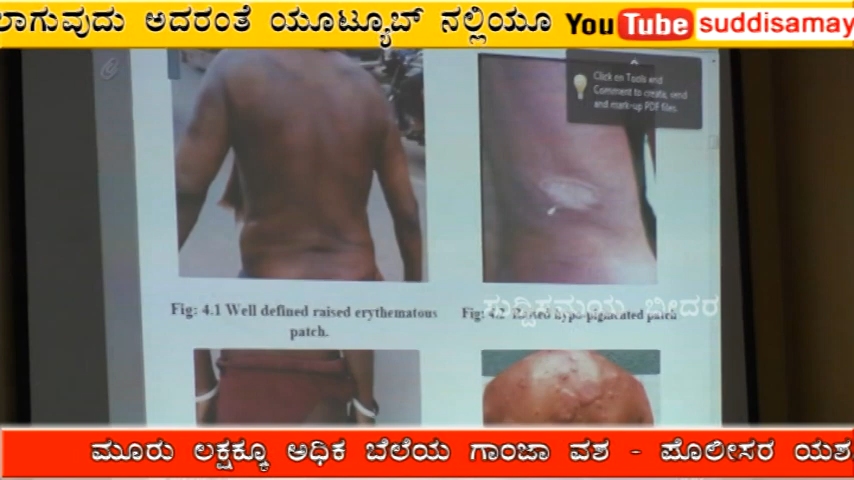 ಲಾಗುವುದು ಅದರಂತೆ ಯೂಟ್ಯೂಬ್ ನಲ್ಲಿಯೂ YouTube suddisamay
Click on Tools and
Comment to create, send
and mark-up PDF files.
ಸುದ್ದಿಸಮಯ ಬೀದರ
Fig: 4.1 Well defined raised erythematous
patch.
Fig: 4.2 Raised hypo-pigmented patch
ಮೂರು ಲಕ್ಷಕ್ಕೂ ಅಧಿಕ ಬೆಲೆಯ ಗಾಂಜಾ ವಶ - ಪೊಲೀಸರ ಯಶ